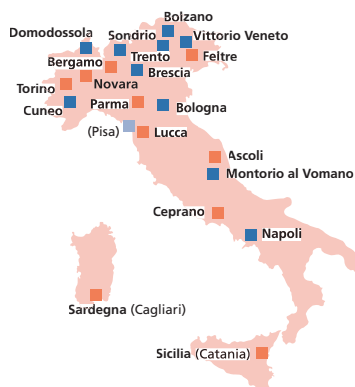 Bolzano
Domodossola
Sondrio
Vittorio Veneto
Bergamo
Trento
Feltre
Brescia
Torino
Novara
Cuneo
Parma
Bologna
(Pisa)
Lucca
Ascoli
Montorio al Vomano
Ceprano
Napoli
Sardegna (Cagliari)
Sicilia (Catania)